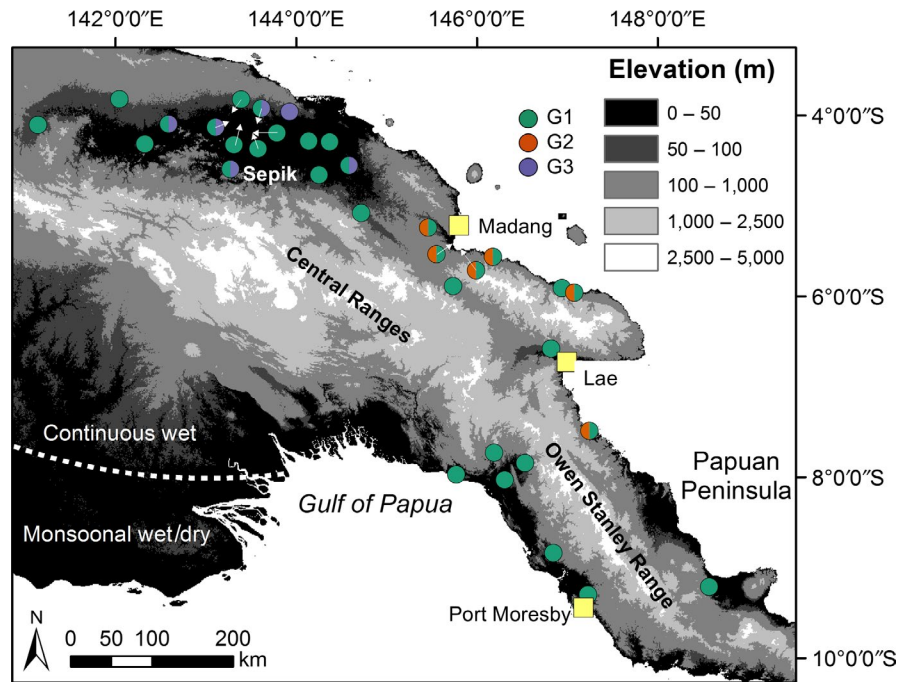 142°0′0″E 144°0′0″E 146°0′0″E 148°0′0″E
Elevation (m)
0 – 50
50 – 100
100 – 1,000
1,000 – 2,500
2,500 – 5,000
G1
G2
G3
4°0′0″S
6°0′0″S
8°0′0″S
10°0′0″S
Sepik
Madang
Central Ranges
Lae
Continuous wet
Monsoonal wet/dry
Gulf of Papua
Owen Stanley Range
Papuan
Peninsula
Port Moresby
N
0 50 100 200
km